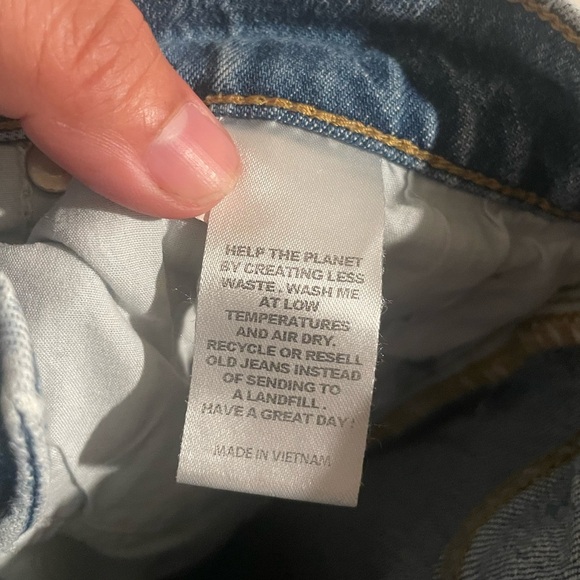 HELP THE PLANET
BY CREATING LESS
WASTE . WASH ME
AT LOW
TEMPERATURES
AND AIR DRY.
RECYCLE OR RESELL
OLD JEANS INSTEAD
OF SENDING TO
A LANDFILL .
HAVE A GREAT DAY !
MADE IN VIETNAM